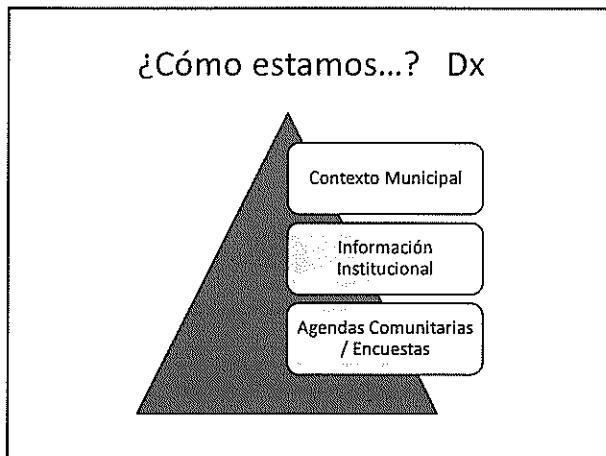 ¿Cómo estamos...? Dx
Contexto Municipal
Información
Institucional
Agendas Comunitarias
/ Encuestas